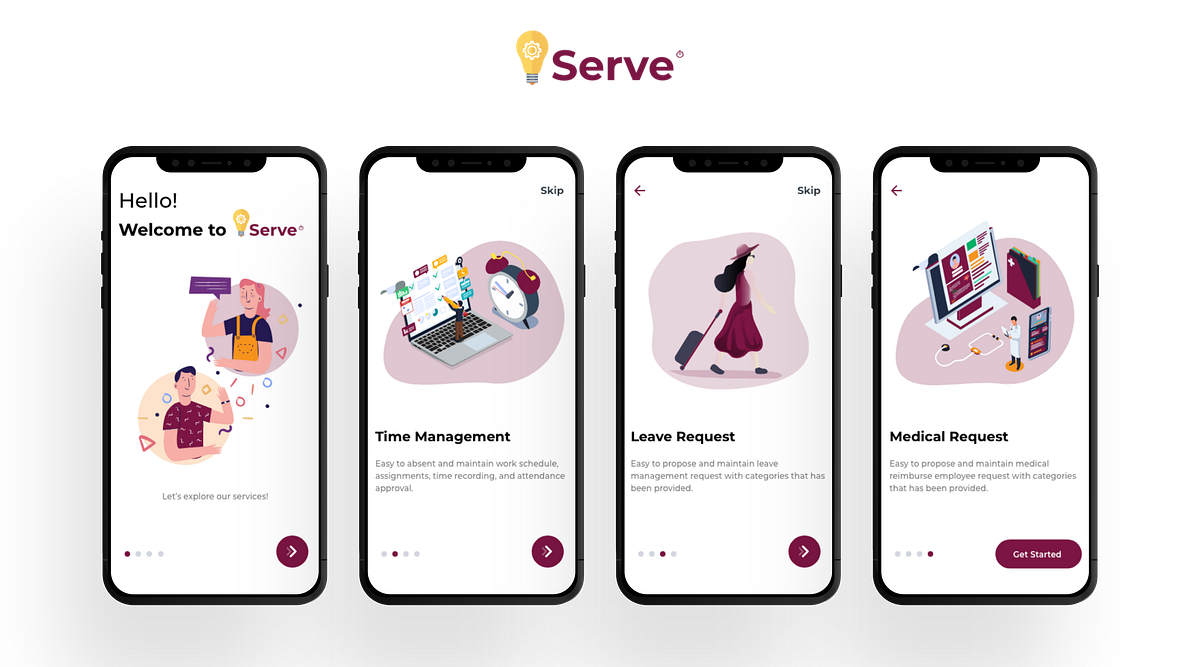 Serve
Hello!
Welcome to Serve
Let's explore our services!
Skip
Time Management
Easy to absent and maintain work schedule,
assignments, time recording, and attendance
approval.
Skip
Leave Request
Easy to propose and maintain leave
management request with categories that has
been provided.
Medical Request
Easy to propose and maintain medical
reimburse employee request with categories
that has been provided.
Get Started